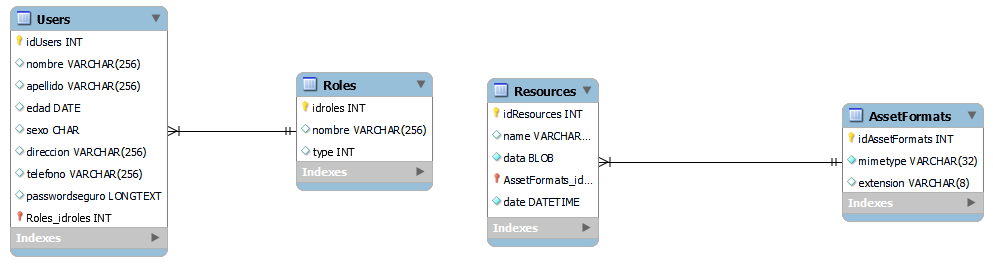 Users
idUsers INT
nombre VARCHAR(256)
apellido VARCHAR(256)
edad DATE
sexo CHAR
direccion VARCHAR(256)
telefono VARCHAR(256)
passwordseguro LONGTEXT
Roles_idroles INT
Indexes
Roles
idroles INT
nombre VARCHAR(256)
type INT
Indexes
Resources
idResources INT
name VARCHAR...
data BLOB
AssetFormats_id...
date DATETIME
Indexes
AssetFormats
idAssetFormats INT
mimetype VARCHAR(32)
extension VARCHAR(8)
Indexes